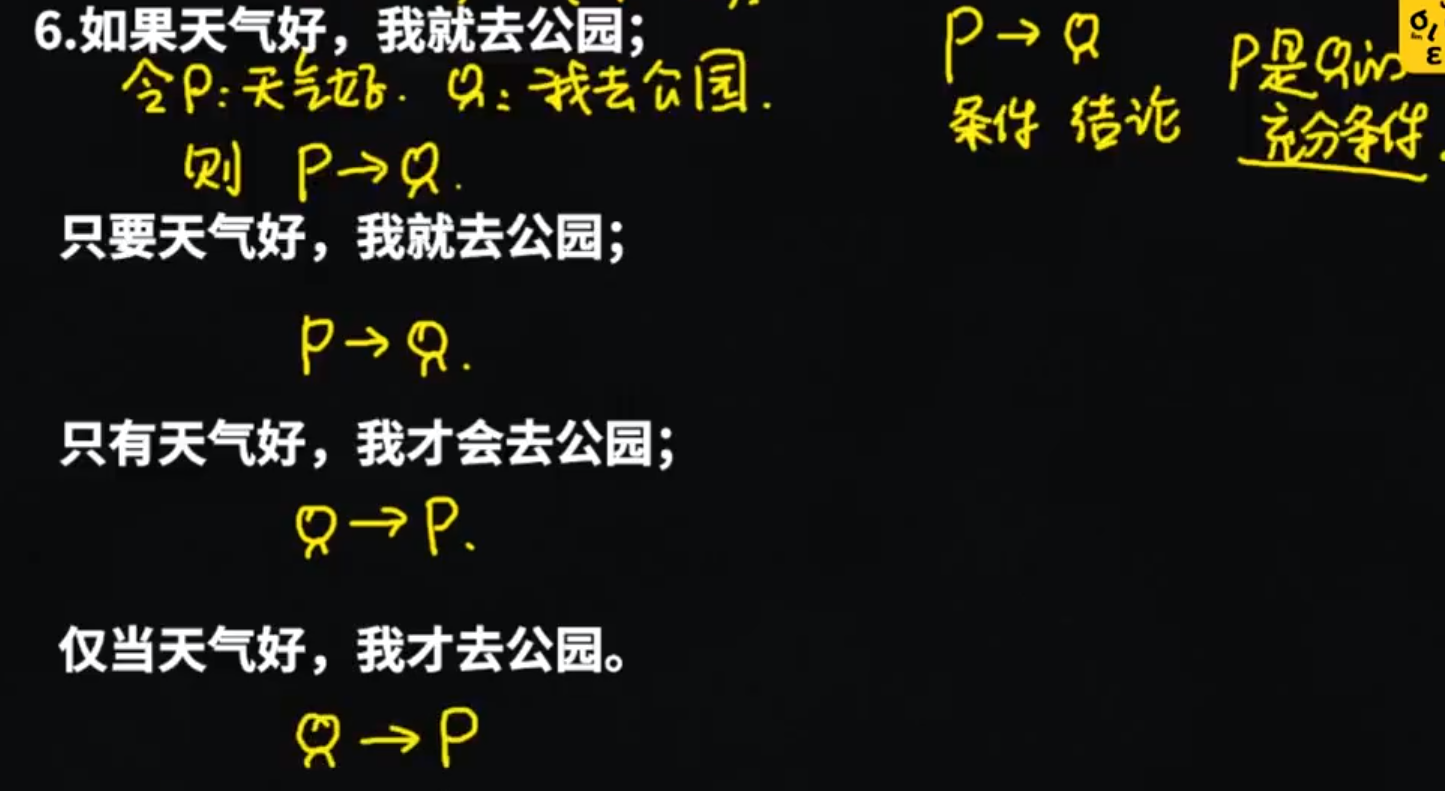 6.如果天气好，我就去公园；
令P：天气好. Q：我去公园.
则 P→Q.
P→Q
条件 结论
P是Q的
充分条件.
只要天气好，我就去公园；
P→Q.
只有天气好，我才会去公园；
Q→P.
仅当天气好，我才去公园。
Q→P